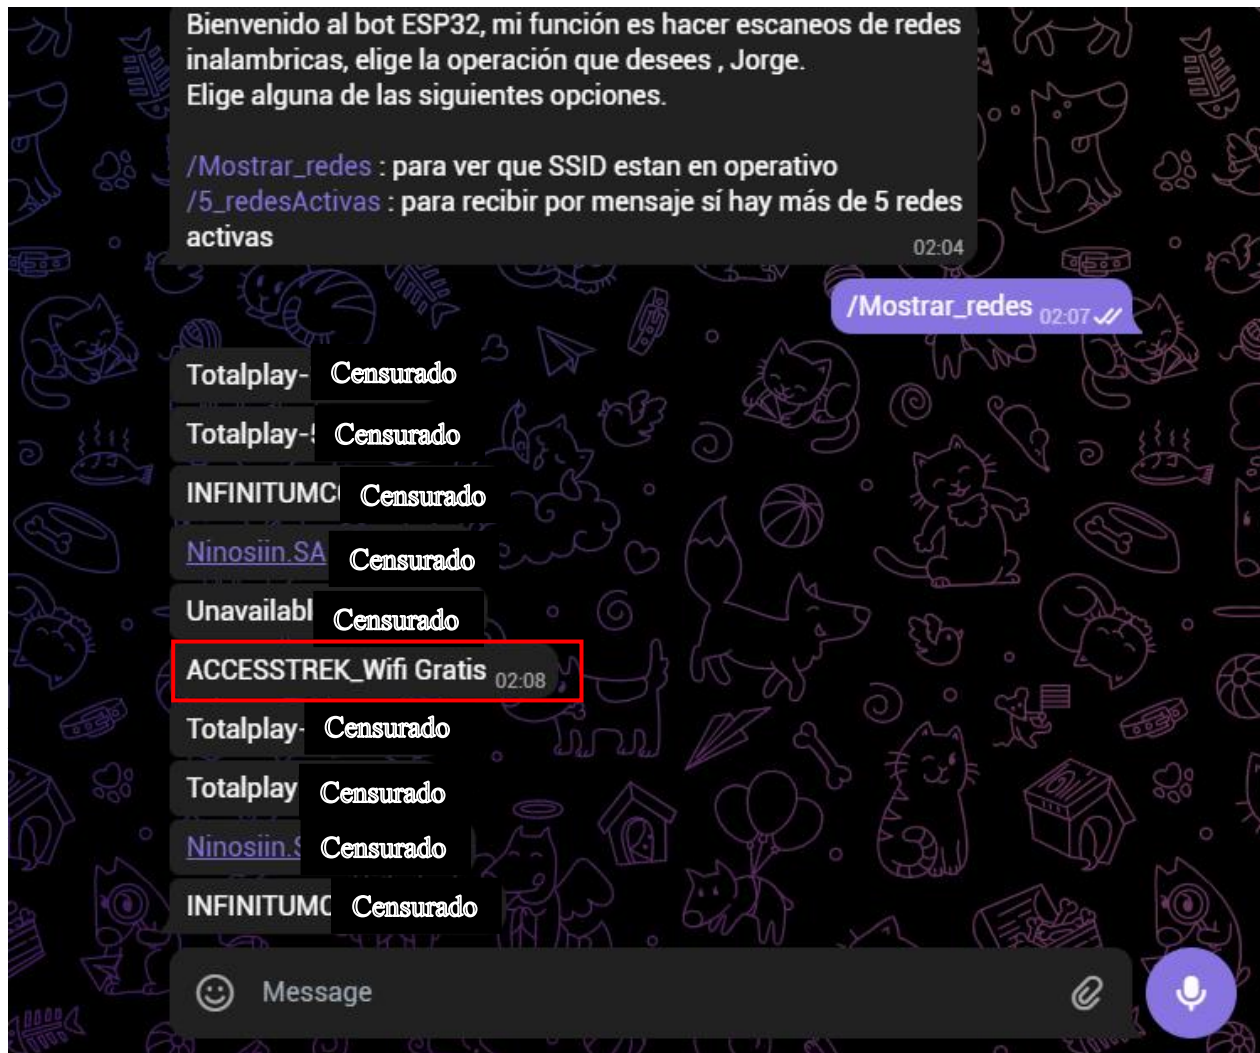 Bienvenido al bot ESP32, mi función es hacer escaneos de redes
inalambricas, elige la operación que desees , Jorge.
Elige alguna de las siguientes opciones.
/Mostrar_redes : para ver que SSID estan en operativo
/5_redesActivas : para recibir por mensaje sí hay más de 5 redes
activas
02:04
/Mostrar_redes 02:07
Totalplay- Censurado
Totalplay-5 Censurado
INFINITUMC Censurado
Ninosiin.SA Censurado
Unavailabl Censurado
ACCESSTREK_Wifi Gratis 02:08
Totalplay- Censurado
Totalplay Censurado
Ninosiin.S Censurado
INFINITUMC Censurado
Message